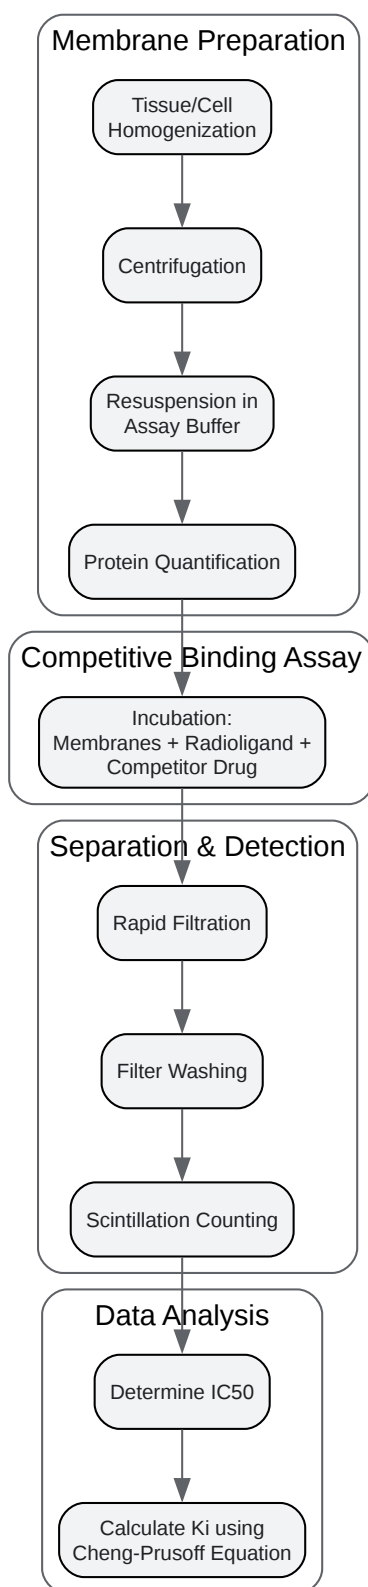 Membrane Preparation
Tissue/Cell
Homogenization
Centrifugation
Resuspension in
Assay Buffer
Protein Quantification
Competitive Binding Assay
Incubation:
Membranes + Radioligand +
Competitor Drug
Separation & Detection
Rapid Filtration
Filter Washing
Scintillation Counting
Data Analysis
Determine IC50
Calculate Ki using
Cheng-Prusoff Equation